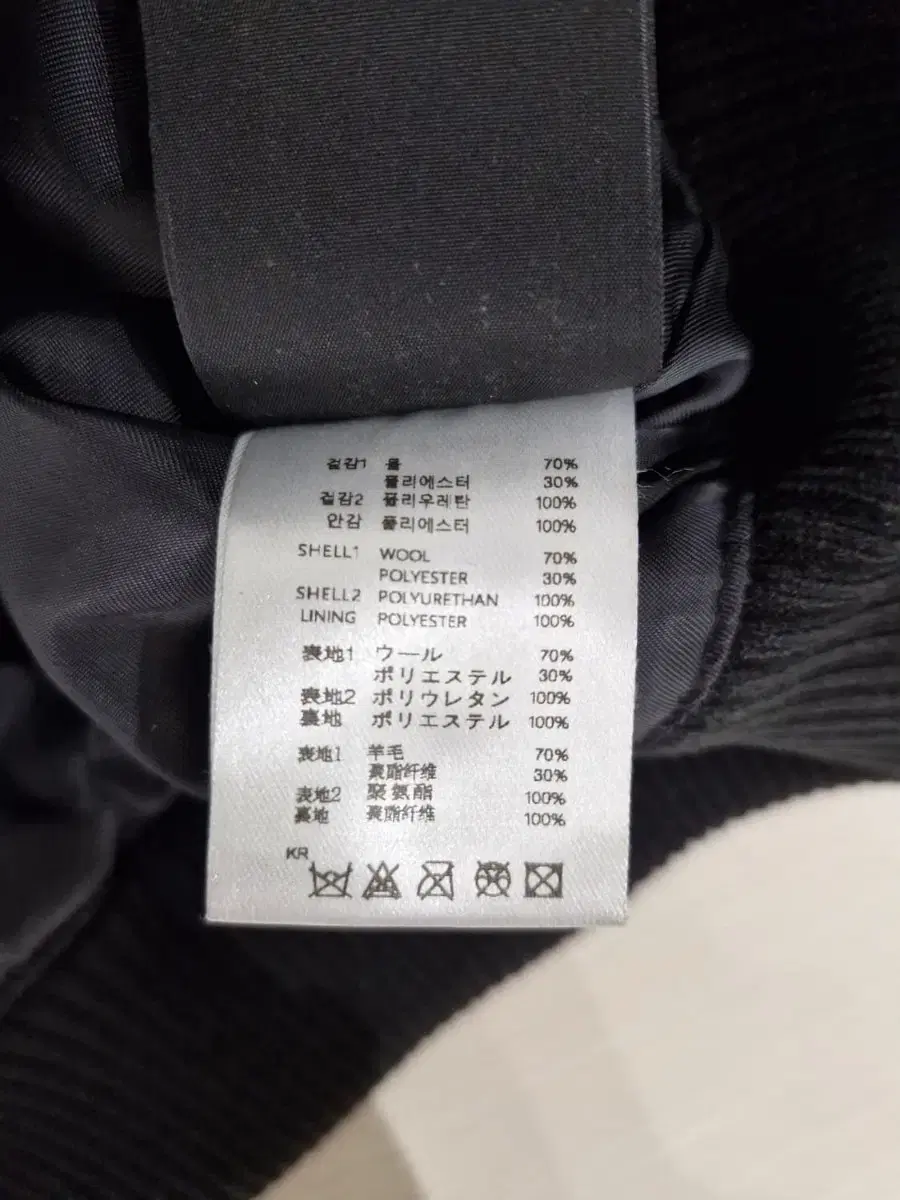 겉감1 울 70%
폴리에스터 30%
겉감2 폴리우레탄 100%
안감 폴리에스터 100%
SHELL1 WOOL 70%
POLYESTER 30%
SHELL2 POLYURETHAN 100%
LINING POLYESTER 100%
表地1 ウール 70%
ポリエステル 30%
表地2 ポリウレタン 100%
裏地 ポリエステル 100%
表地1 羊毛 70%
聚脂纤维 30%
表地2 聚氨酯 100%
裏地 聚脂纤维 100%
KR